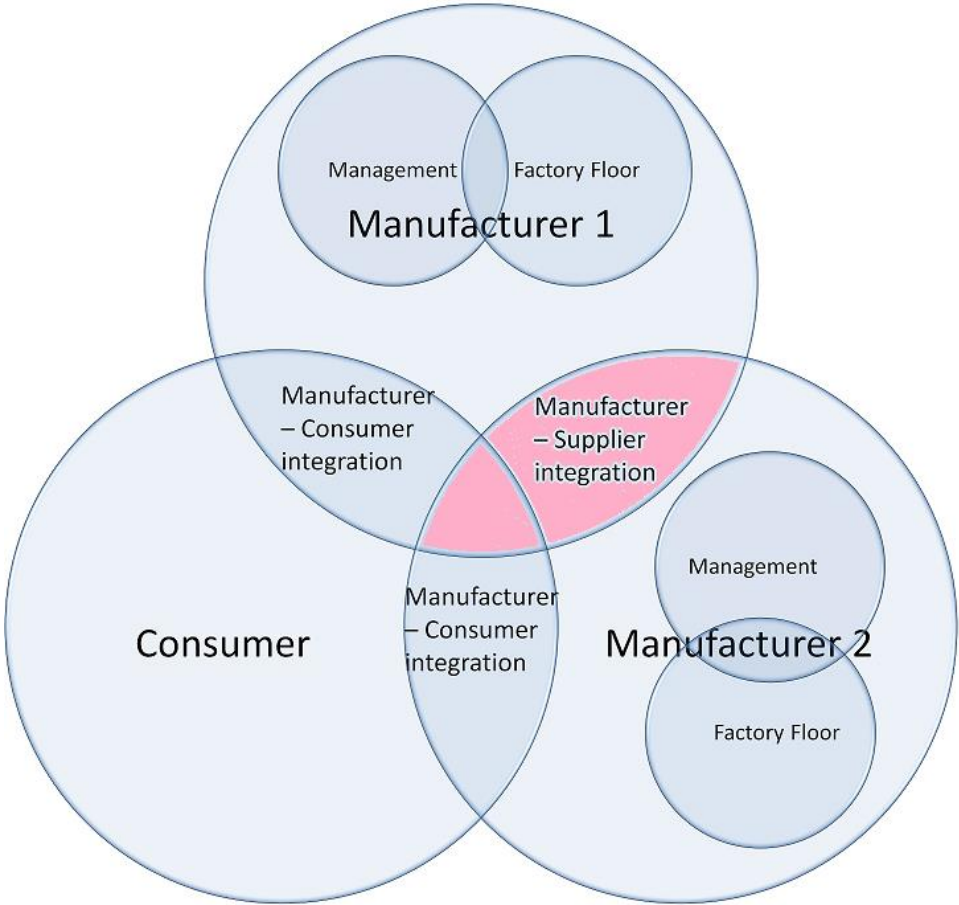 Management
Factory Floor
Manufacturer 1
Manufacturer
– Consumer
integration
Manufacturer
– Supplier
integration
Consumer
Manufacturer
– Consumer
integration
Management
Manufacturer 2
Factory Floor